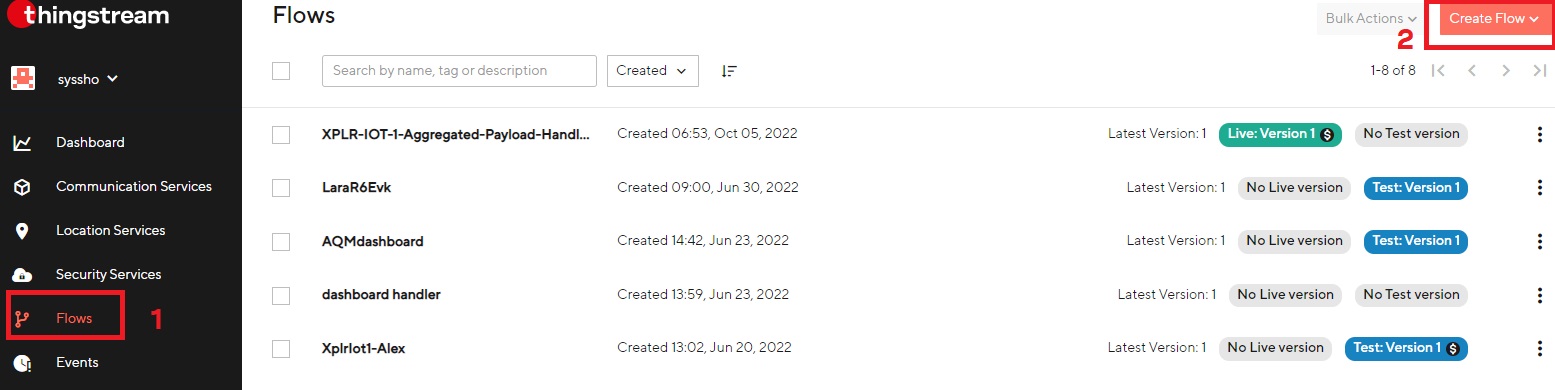 thingstream
Flows
Bulk Actions
2
Create Flow
syssho
Search by name, tag or description
Created
1-8 of 8
Dashboard
Communication Services
Location Services
Security Services
Flows
1
Events
XPLR-IOT-1-Aggregated-Payload-Handl... Created 06:53, Oct 05, 2022 Latest Version: 1 Live: Version 1 $ No Test version
LaraR6Evk Created 09:00, Jun 30, 2022 Latest Version: 1 No Live version Test: Version 1
AQMdashboard Created 14:42, Jun 23, 2022 Latest Version: 1 No Live version Test: Version 1
dashboard handler Created 13:59, Jun 23, 2022 Latest Version: 1 No Live version No Test version
XplrIot1-Alex Created 13:02, Jun 20, 2022 Latest Version: 1 No Live version Test: Version 1 $